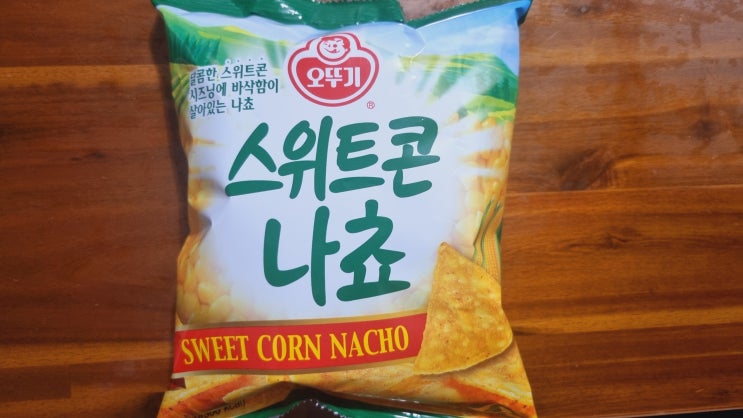 달콤한 스위트콘
시즈닝에 바삭함이
살아있는 나쵸
오뚜기
®
스위트콘
나쵸
SWEET CORN NACHO